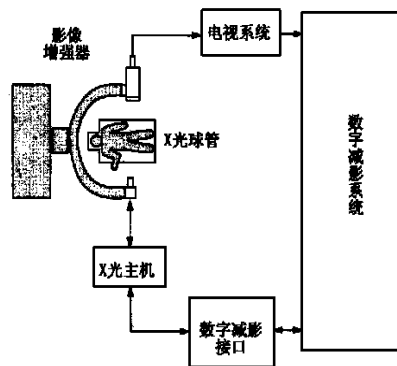 影像
增强器
电视系统
X光球管
数字减影系统
X光主机
数字减影
接口